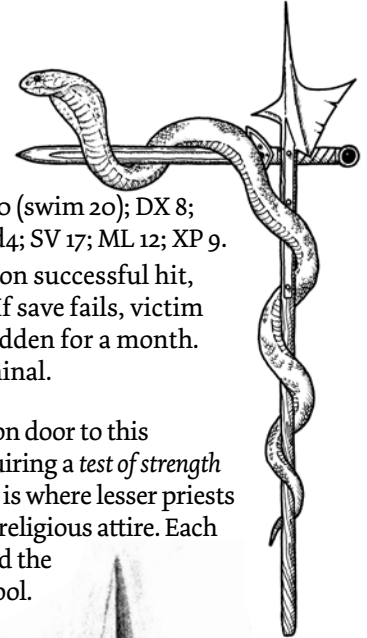 0 (swim 20); DX 8;
d4; SV 17; ML 12; XP 9.
on successful hit,
If save fails, victim
dden for a month.
inal.
on door to this
uiring a test of strength
is where lesser priests
religious attire. Each
d the
ool.